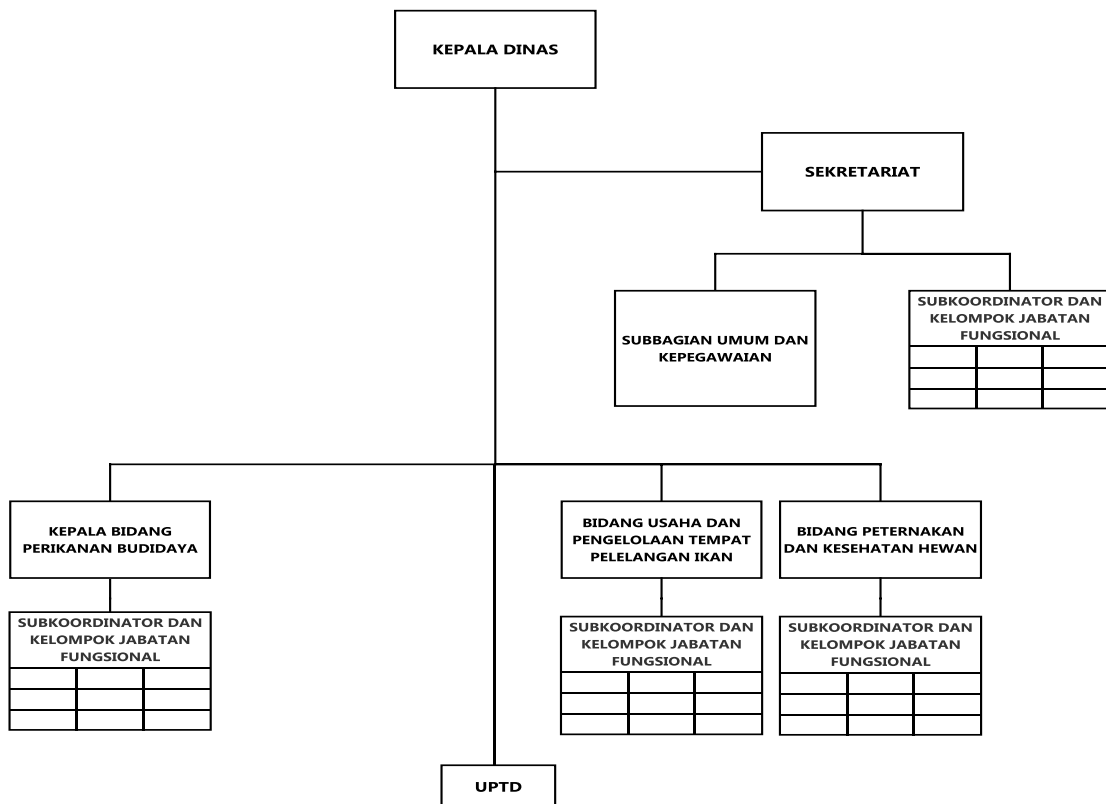 KEPALA DINAS
SEKRETARIAT
SUBBAGIAN UMUM DAN
KEPEGAWAIAN
SUBKOORDINATOR DAN
KELOMPOK JABATAN
FUNGSIONAL
KEPALA BIDANG
PERIKANAN BUDIDAYA
BIDANG USAHA DAN
PENGELOLAAN TEMPAT
PELELANGAN IKAN
BIDANG PETERNAKAN
DAN KESEHATAN HEWAN
SUBKOORDINATOR DAN
KELOMPOK JABATAN
FUNGSIONAL
SUBKOORDINATOR DAN
KELOMPOK JABATAN
FUNGSIONAL
SUBKOORDINATOR DAN
KELOMPOK JABATAN
FUNGSIONAL
UPTD